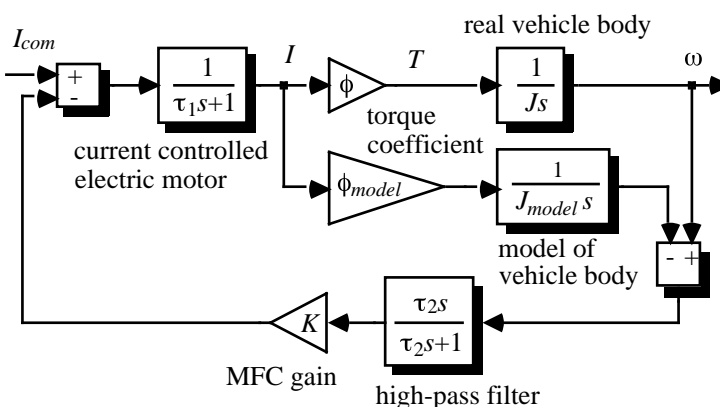 real vehicle body
I_com
I
T
ω
+
-
1
τ₁s+1
ϕ
1
Js
torque
coefficient
current controlled
electric motor
ϕ_model
1
J_model s
- +
model of
vehicle body
K
τ₂s
τ₂s+1
MFC gain
high-pass filter